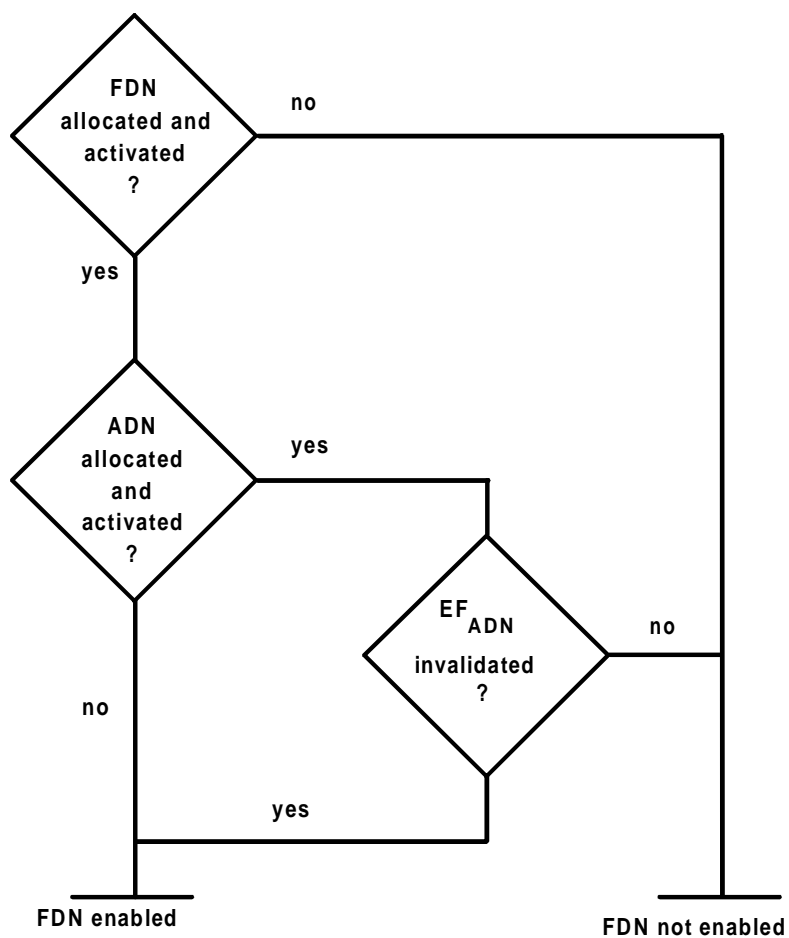 FDN
allocated and
activated
?
no
yes
ADN
allocated
and
activated
?
yes
EF ADN
invalidated
?
no
no
yes
FDN enabled
FDN not enabled